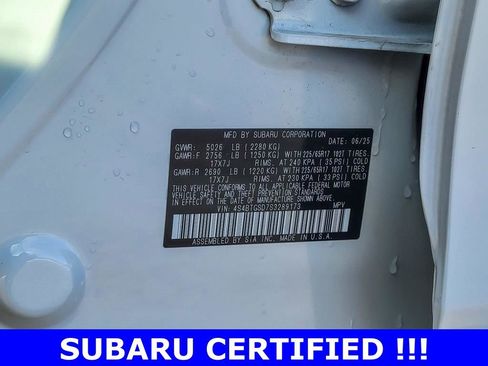 MFD BY SUBARU CORPORATION
DATE: 06/25
GVWR: 5026 LB (2280 KG)
GAWR:F 2756 LB (1250 KG) WITH 225/65R17 102T TIRES.
17X7J RIMS. AT 240 KPA (35 PSI) COLD
GAWR:R 2690 LB (1220 KG) WITH 225/65R17 102T TIRES.
17X7J RIMS. AT 230 KPA (33 PSI) COLD
THIS VEHICLE CONFORMS TO ALL APPLICABLE FEDERAL MOTOR
VEHICLE SAFETY STANDARDS IN EFFECT ON THE
DATE OF MANUFACTURE SHOWN ABOVE.
VIN: 4S4BTGSD7S3289173 MPV
ASSEMBLED BY SIA INC. MADE IN U.S.A.
SUBARU CERTIFIED !!!